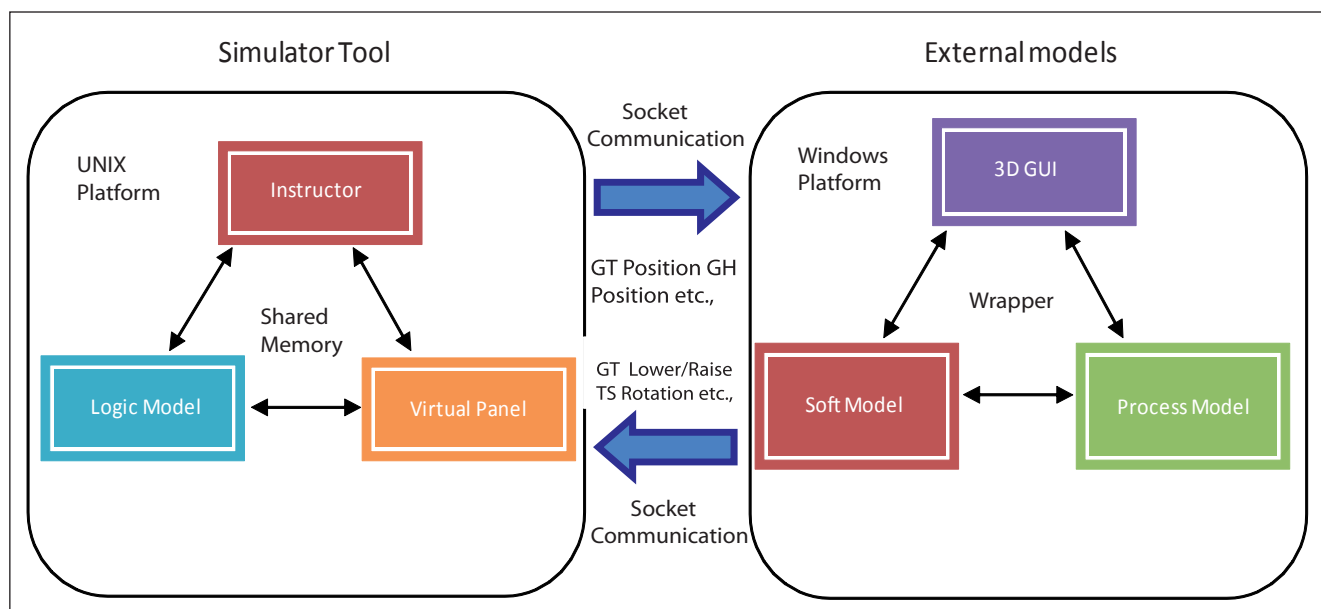 Simulator Tool
External models
UNIX
Platform
Instructor
Shared
Memory
Logic Model
Virtual Panel
Socket
Communication
GT Position GH
Position etc.,
GT Lower/Raise
TS Rotation etc.,
Socket
Communication
Windows
Platform
3D GUI
Wrapper
Soft Model
Process Model